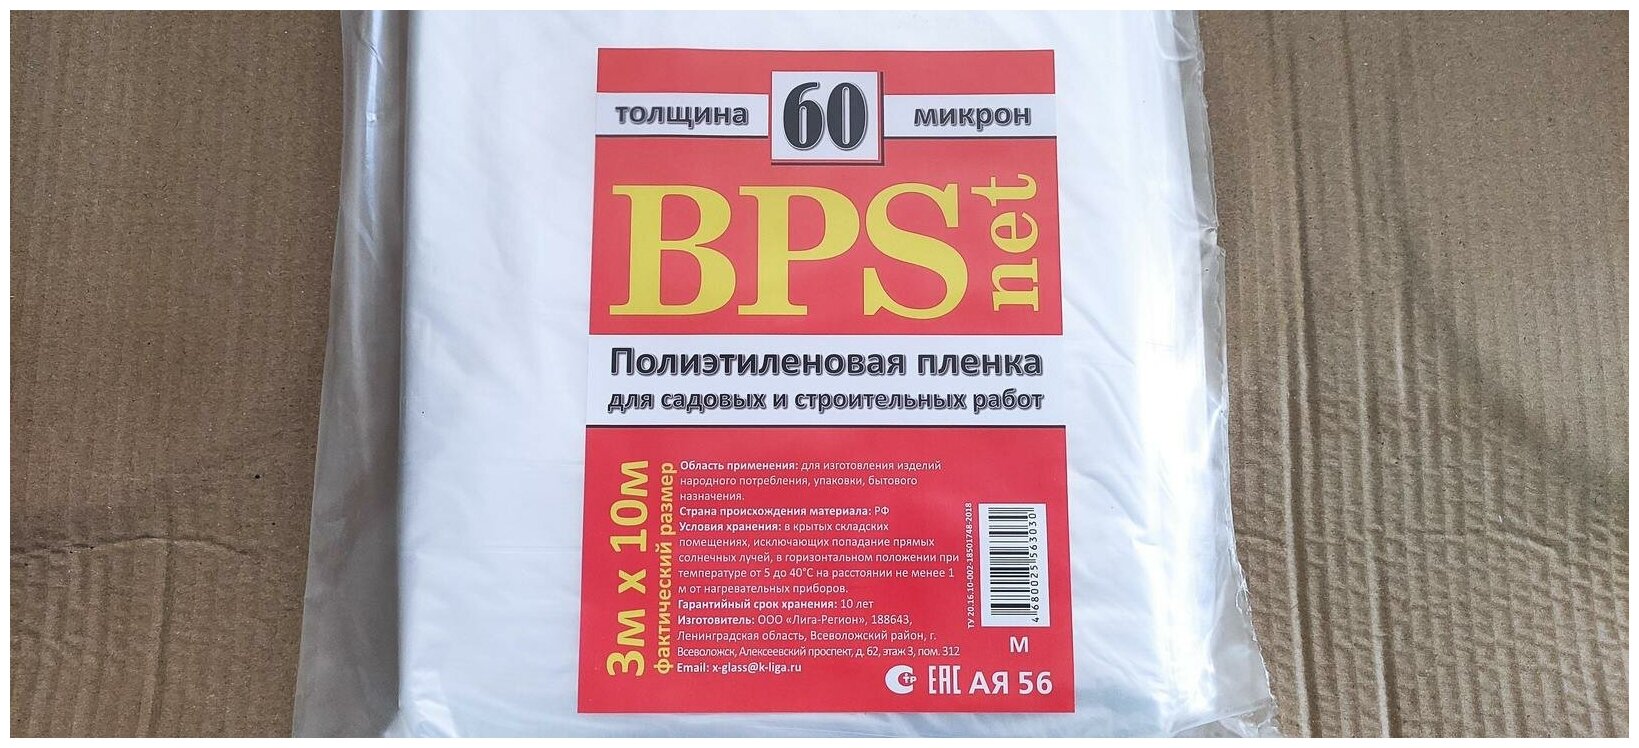 толщина 60 микрон
BPS net
Полиэтиленовая пленка
для садовых и строительных работ
3м х 10м
фактический размер
Область применения: для изготовления изделий
народного потребления, упаковки, бытового
назначения.
Страна происхождения материала: РФ
Условия хранения: в крытых складских
помещениях, исключающих попадание прямых
солнечных лучей, в горизонтальном положении при
температуре от 5 до 40°С на расстоянии не менее 1
м от нагревательных приборов.
Гарантийный срок хранения: 10 лет
Изготовитель: ООО «Лига-Регион», 188643,
Ленинградская область, Всеволожский район, г.
Всеволожск, Алексеевский проспект, д. 62, этаж 3, пом. 312
Email: x-glass@k-liga.ru
ТУ 20.16.10-002-18501748-2018
4 680025 563030
М
СТР ЕАС АЯ 56